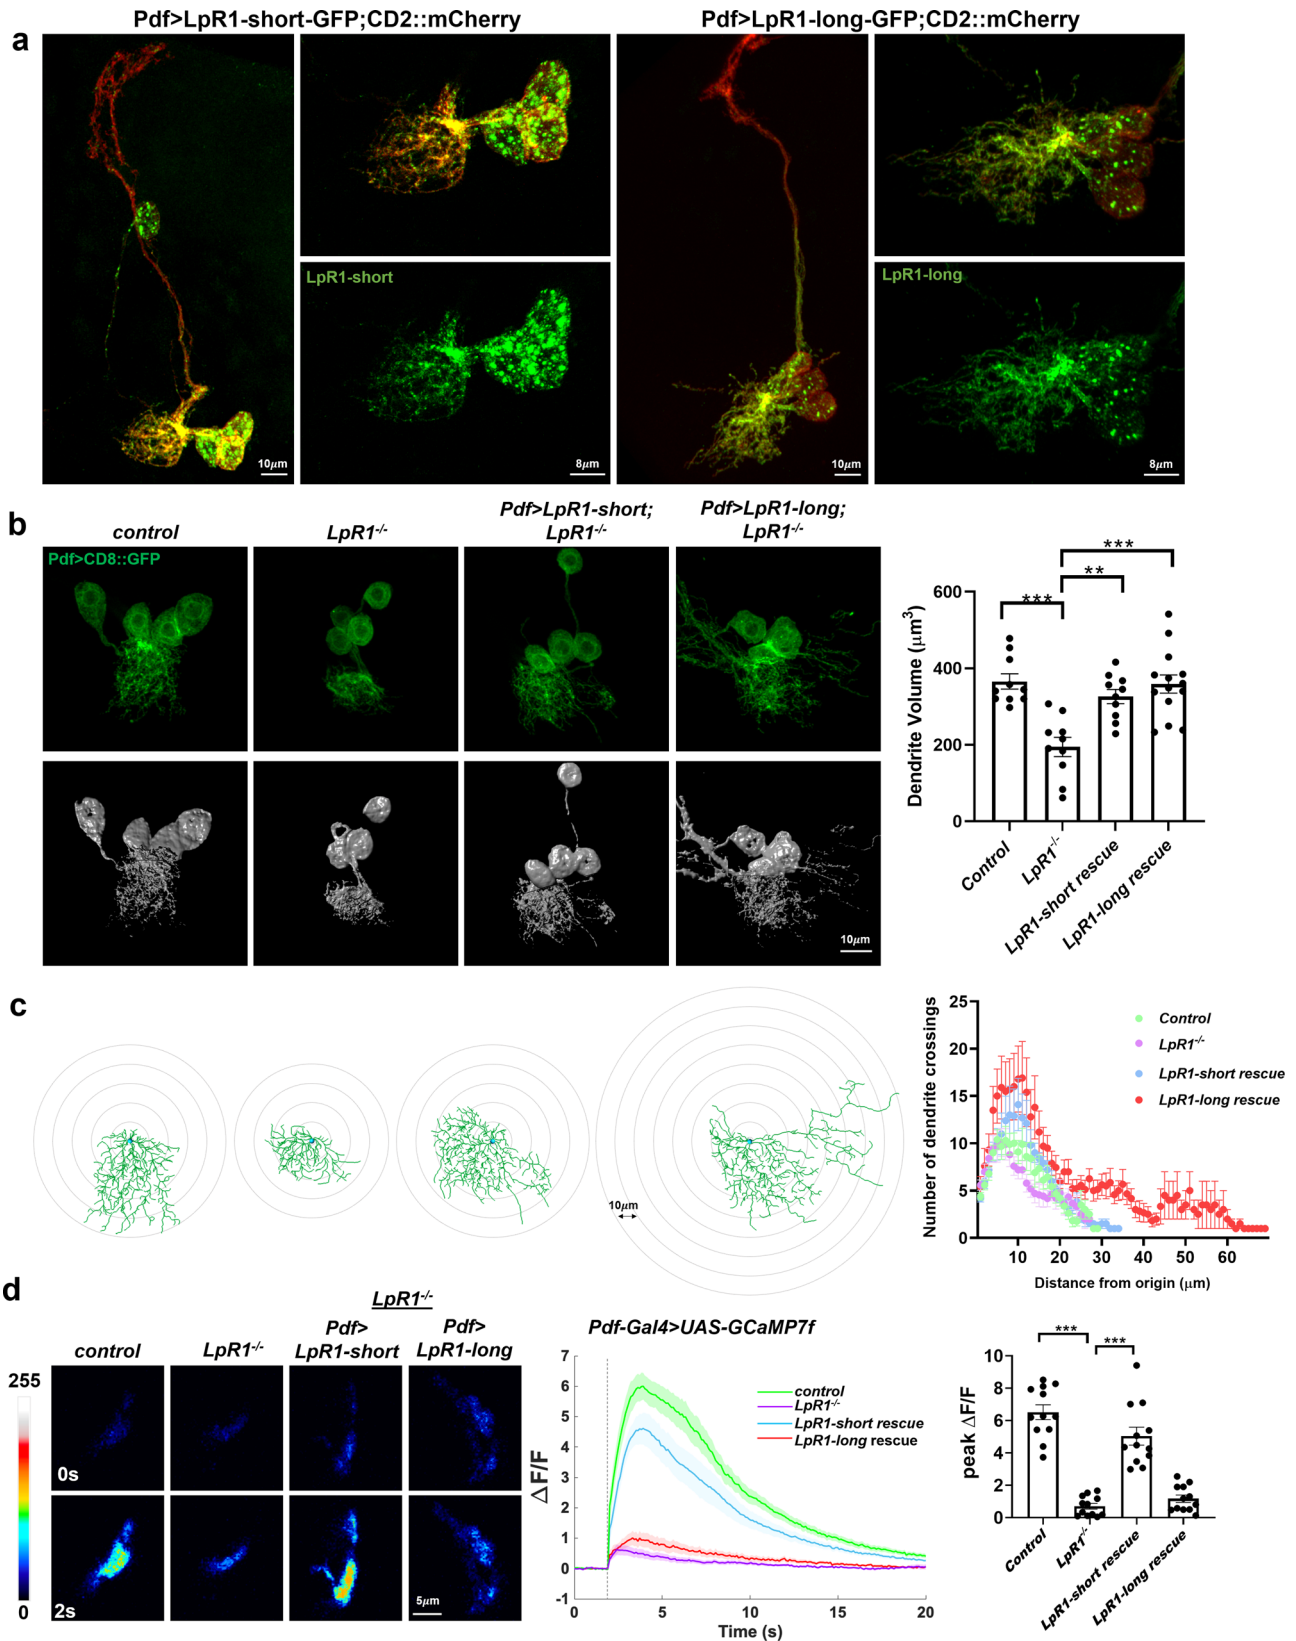 Pdf>LpR1-short-GFP;CD2::mCherry
Pdf>LpR1-long-GFP;CD2::mCherry
a
LpR1-short
LpR1-long
10μm
8μm
10μm
8μm
b
control
LpR1-/-
Pdf>LpR1-short;
LpR1-/-
Pdf>LpR1-long;
LpR1-/-
Pdf>CD8::GFP
10μm
***
**
***
Dendrite Volume (μm3)
600
400
200
0
Control
LpR1-/-
LpR1-short rescue
LpR1-long rescue
c
10μm
Number of dendrite crossings
25
20
15
10
5
0
10
20
30
40
50
60
Distance from origin (μm)
Control
LpR1-/-
LpR1-short rescue
LpR1-long rescue
d
LpR1-/-
control
LpR1-/-
Pdf>
LpR1-short
Pdf>
LpR1-long
255
0
0s
2s
5μm
Pdf-Gal4>UAS-GCaMP7f
ΔF/F
7
6
5
4
3
2
1
0
-1
0
5
10
15
20
Time (s)
control
LpR1-/-
LpR1-short rescue
LpR1-long rescue
***
***
peak ΔF/F
10
8
6
4
2
0
Control
LpR1-/-
LpR1-short rescue
LpR1-long rescue